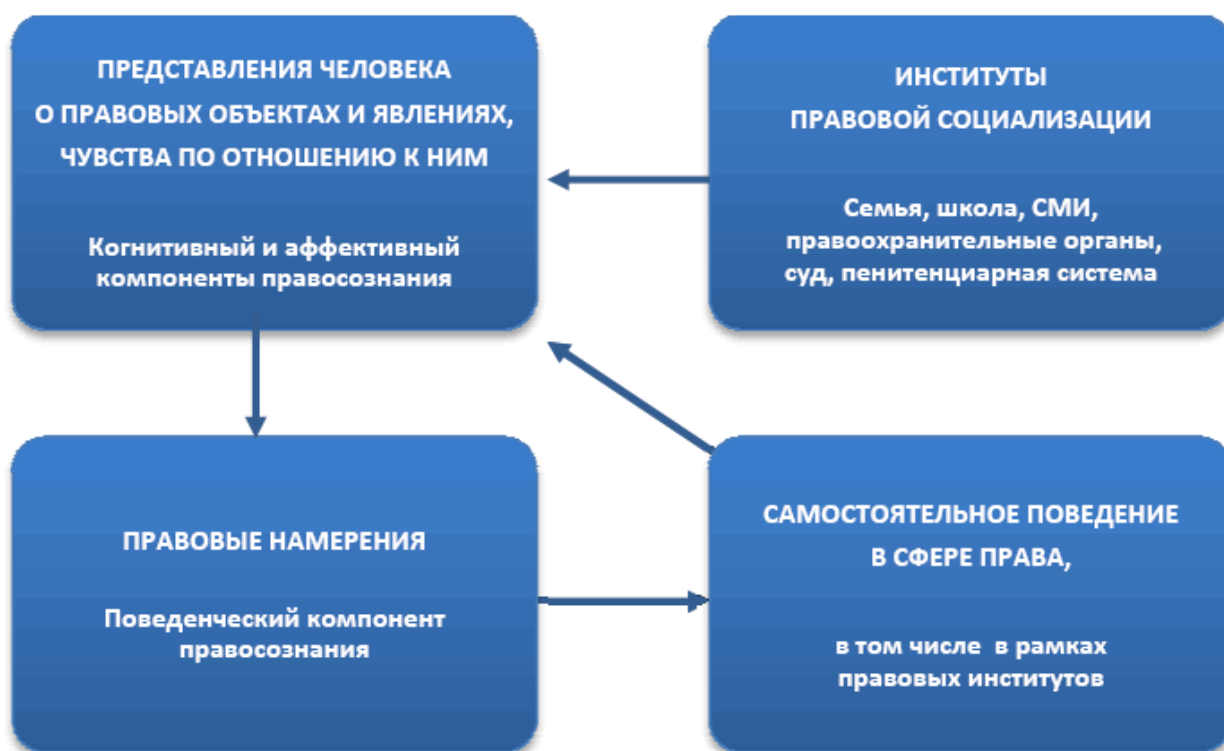 ПРЕДСТАВЛЕНИЯ ЧЕЛОВЕКА
О ПРАВОВЫХ ОБЪЕКТАХ И ЯВЛЕНИЯХ,
ЧУВСТВА ПО ОТНОШЕНИЮ К НИМ
Когнитивный и аффективный
компоненты правосознания
ИНСТИТУТЫ
ПРАВОВОЙ СОЦИАЛИЗАЦИИ
Семья, школа, СМИ,
правоохранительные органы,
суд, пенитенциарная система
ПРАВОВЫЕ НАМЕРЕНИЯ
Поведенческий компонент
правосознания
САМОСТОЯТЕЛЬНОЕ ПОВЕДЕНИЕ
В СФЕРЕ ПРАВА,
в том числе в рамках
правовых институтов